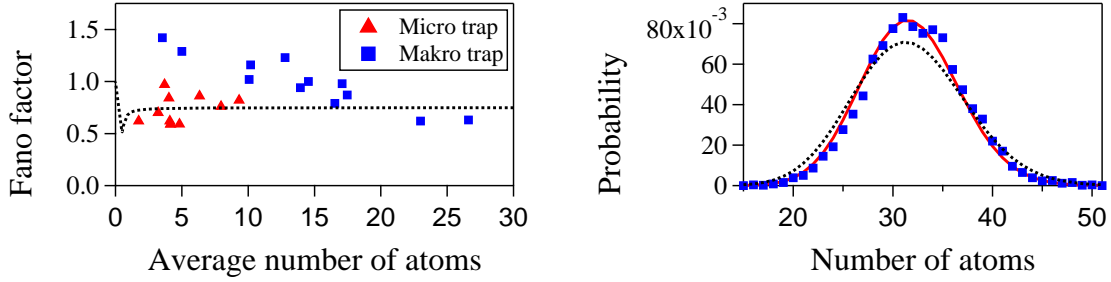 1.5
1.0
0.5
0.0
Fano factor
Micro trap
Makro trap
0 5 10 15 20 25 30
Average number of atoms
80x10-3
60
40
20
0
Probability
20 30 40 50
Number of atoms